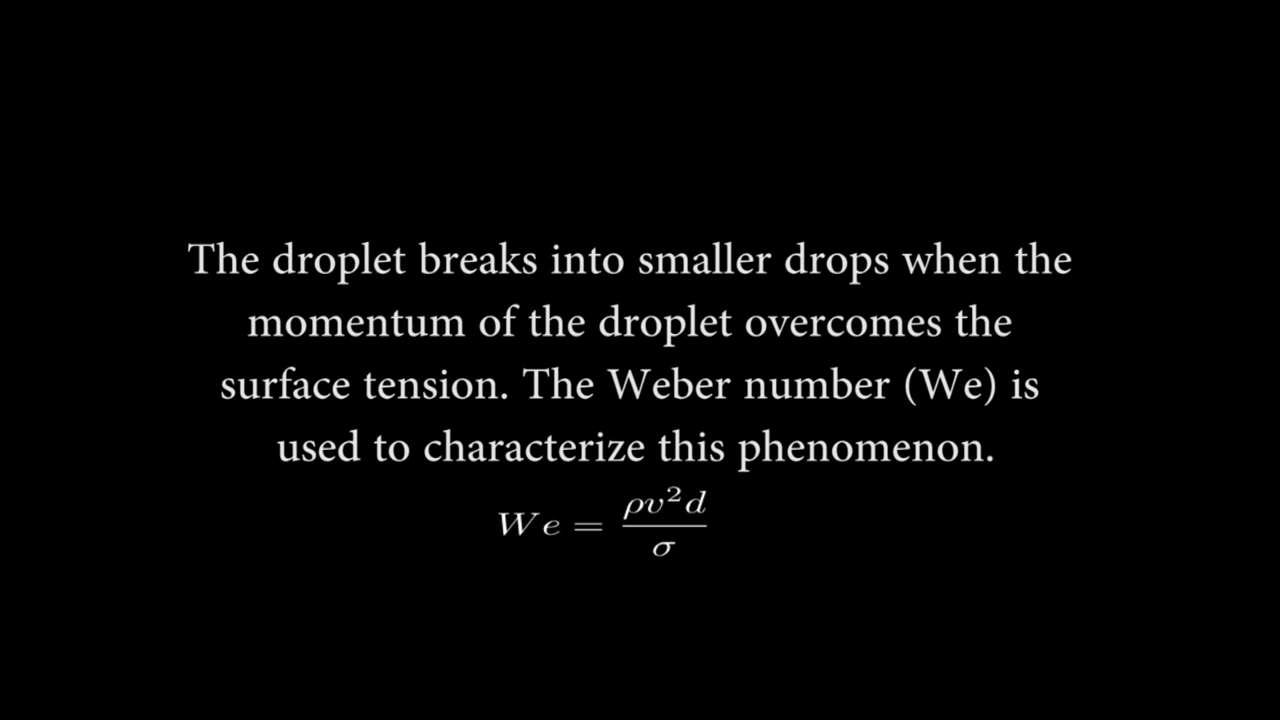 The droplet breaks into smaller drops when the
momentum of the droplet overcomes the
surface tension. The Weber number (We) is
used to characterize this phenomenon.
We = ρv²d / σ